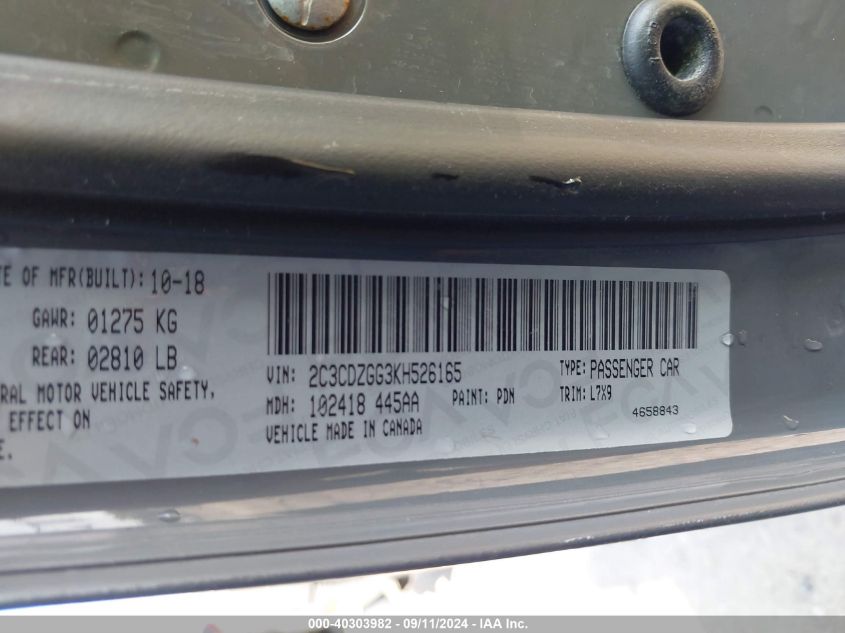 TE OF MFR(BUILT): 10-18
GAWR: 01275 KG
REAR: 02810 LB
RAL MOTOR VEHICLE SAFETY,
EFFECT ON
E.
VIN: 2C3CDZGG3KH526165
TYPE: PASSENGER CAR
MDH: 102418 445AA PAINT: PDN TRIM: L7X9
VEHICLE MADE IN CANADA
4658843
000-40303982 - 09/11/2024 - IAA Inc.